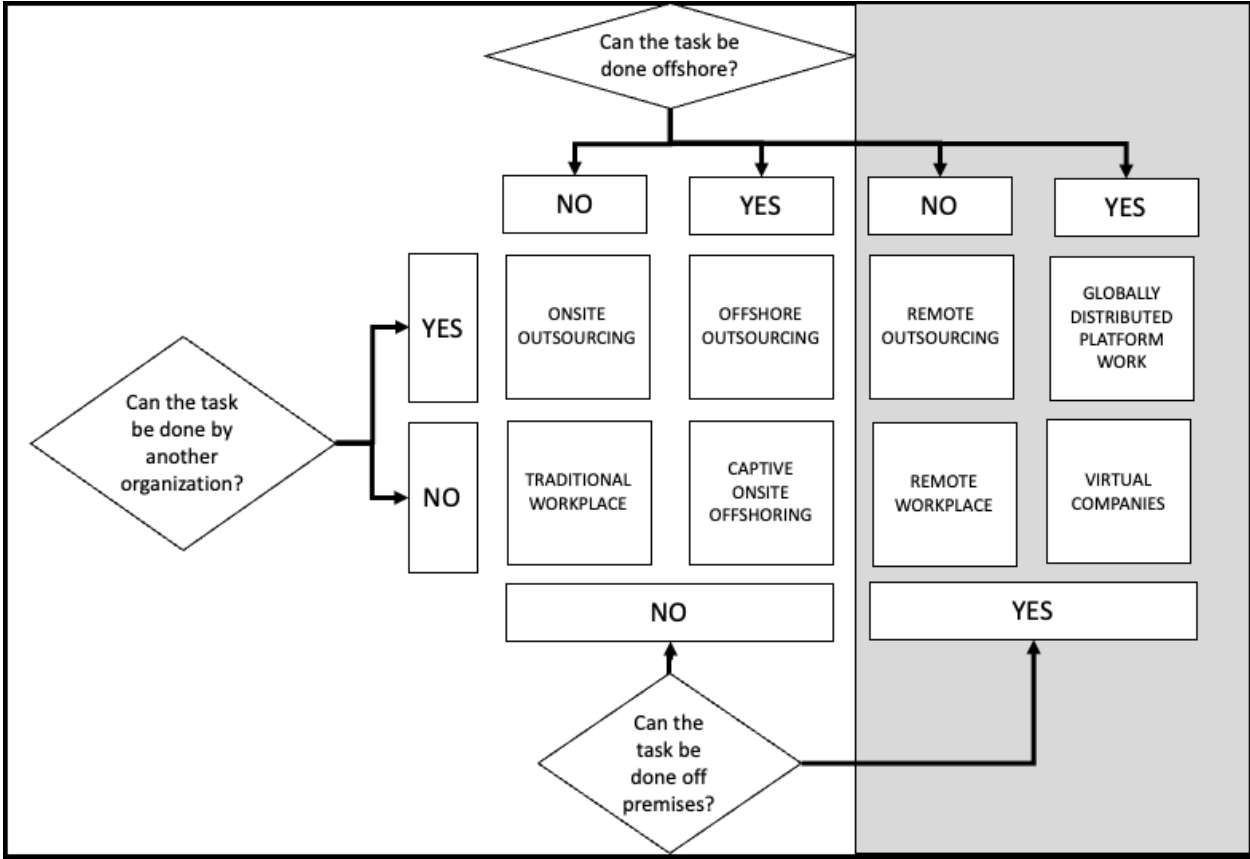 Can the task be
done offshore?
NO
YES
NO
YES
YES
ONSITE
OUTSOURCING
OFFSHORE
OUTSOURCING
REMOTE
OUTSOURCING
GLOBALLY
DISTRIBUTED
PLATFORM
WORK
Can the task
be done by
another
organization?
NO
TRADITIONAL
WORKPLACE
CAPTIVE
ONSITE
OFFSHORING
REMOTE
WORKPLACE
VIRTUAL
COMPANIES
NO
YES
Can the
task be
done off
premises?